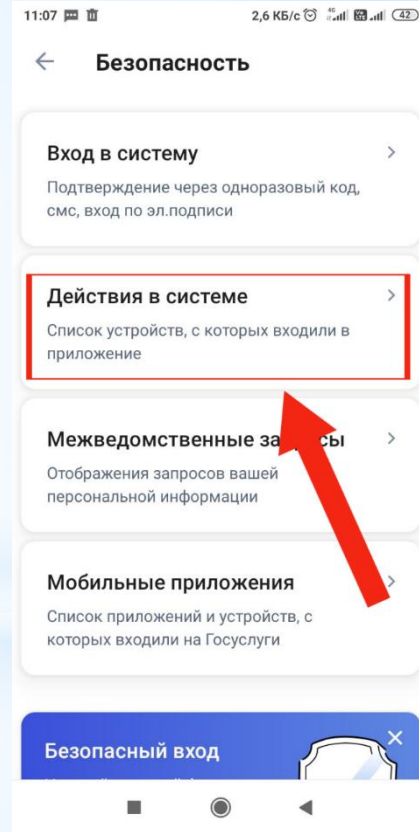 11:07 2,6 КБ/с 4G 42
Безопасность
Вход в систему
Подтверждение через одноразовый код,
смс, вход по эл.подписи
Действия в системе
Список устройств, с которых входили в
приложение
Межведомственные запросы
Отображения запросов вашей
персональной информации
Мобильные приложения
Список приложений и устройств, с
которых входили на Госуслуги
Безопасный вход